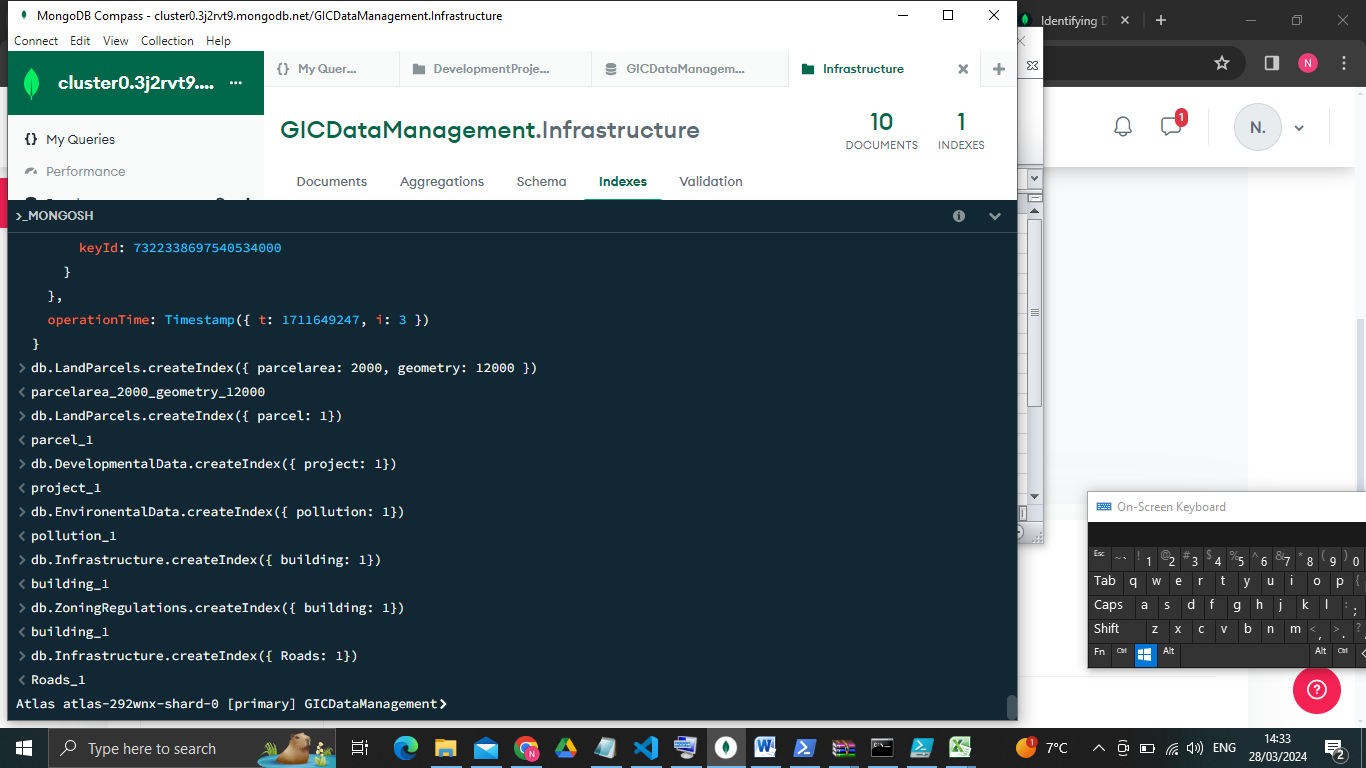 MongoDB Compass - cluster0.3j2rvt9.mongodb.net/GICDataManagement.Infrastructure
Connect Edit View Collection Help
cluster0.3j2rvt9.... ...
{} My Quer...
DevelopmentProje...
GICDataManagem...
Infrastructure
My Queries
Performance
GICDataManagement.Infrastructure
10
DOCUMENTS
1
INDEXES
Documents Aggregations Schema Indexes Validation
>_MONGOSH
keyId: 7322338697540534000
}
},
operationTime: Timestamp({ t: 1711649247, i: 3 })
}
> db.LandParcels.createIndex({ parcelarea: 2000, geometry: 12000 })
< parcelarea_2000_geometry_12000
> db.LandParcels.createIndex({ parcel: 1})
< parcel_1
> db.DevelopmentalData.createIndex({ project: 1})
< project_1
> db.EnvironentalData.createIndex({ pollution: 1})
< pollution_1
> db.Infrastructure.createIndex({ building: 1})
< building_1
> db.ZoningRegulations.createIndex({ building: 1})
< building_1
> db.Infrastructure.createIndex({ Roads: 1})
< Roads_1
Atlas atlas-292wnx-shard-0 [primary] GICDataManagement>
Identifying
N
1
N.
On-Screen Keyboard
Esc ~ ` ! 1 @ 2 # 3 $ 4 % 5 ^ 6 & 7 * 8 ( 9 ) 0
Tab q w e r t y u i o p {
Caps a s d f g h j k l : ;
Shift z x c v b n m < , > . ?
Fn Ctrl Alt Alt Ctrl <
Type here to search
7°C
ENG
14:33
28/03/2024
2